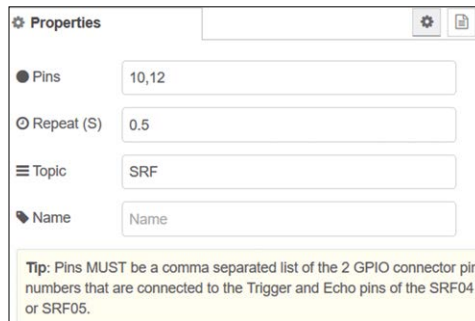 Properties
Pins 10,12
Repeat (S) 0.5
Topic SRF
Name Name
Tip: Pins MUST be a comma separated list of the 2 GPIO connector pin
numbers that are connected to the Trigger and Echo pins of the SRF04
or SRF05.